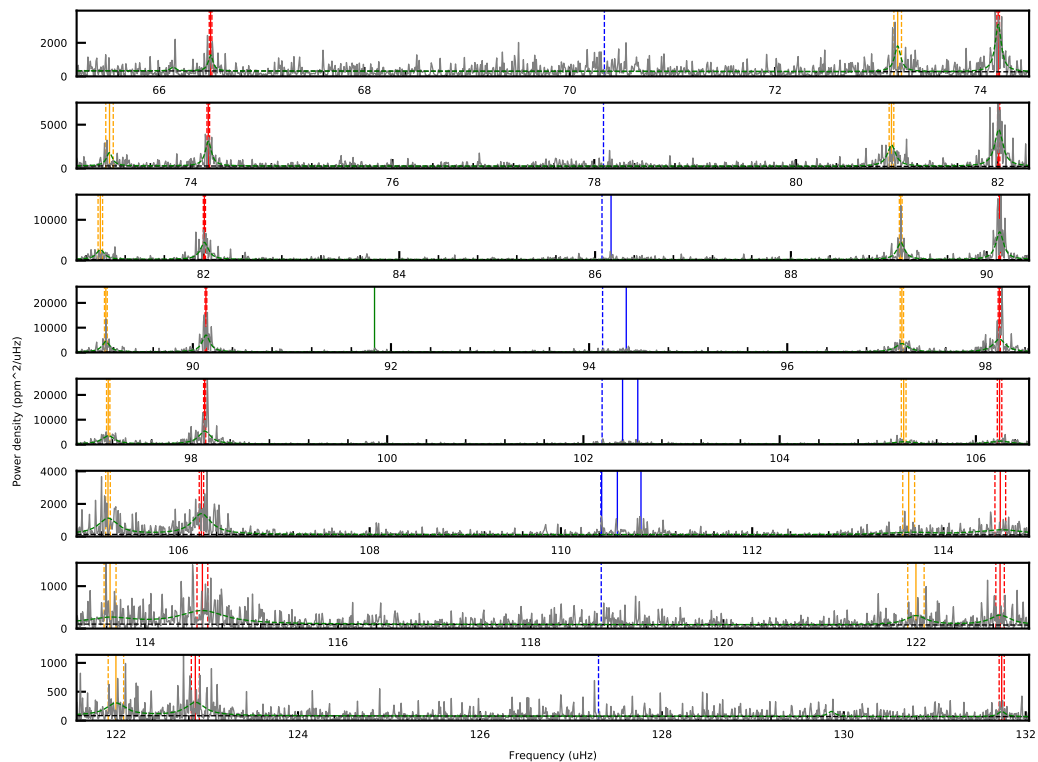 2000
0
66 68 70 72 74
5000
0
74 76 78 80 82
10000
0
82 84 86 88 90
20000
10000
0
90 92 94 96 98
Power density (ppm^2/uHz)
20000
10000
0
98 100 102 104 106
4000
2000
0
106 108 110 112 114
1000
0
114 116 118 120 122
1000
500
0
122 124 126 128 130 132
Frequency (uHz)